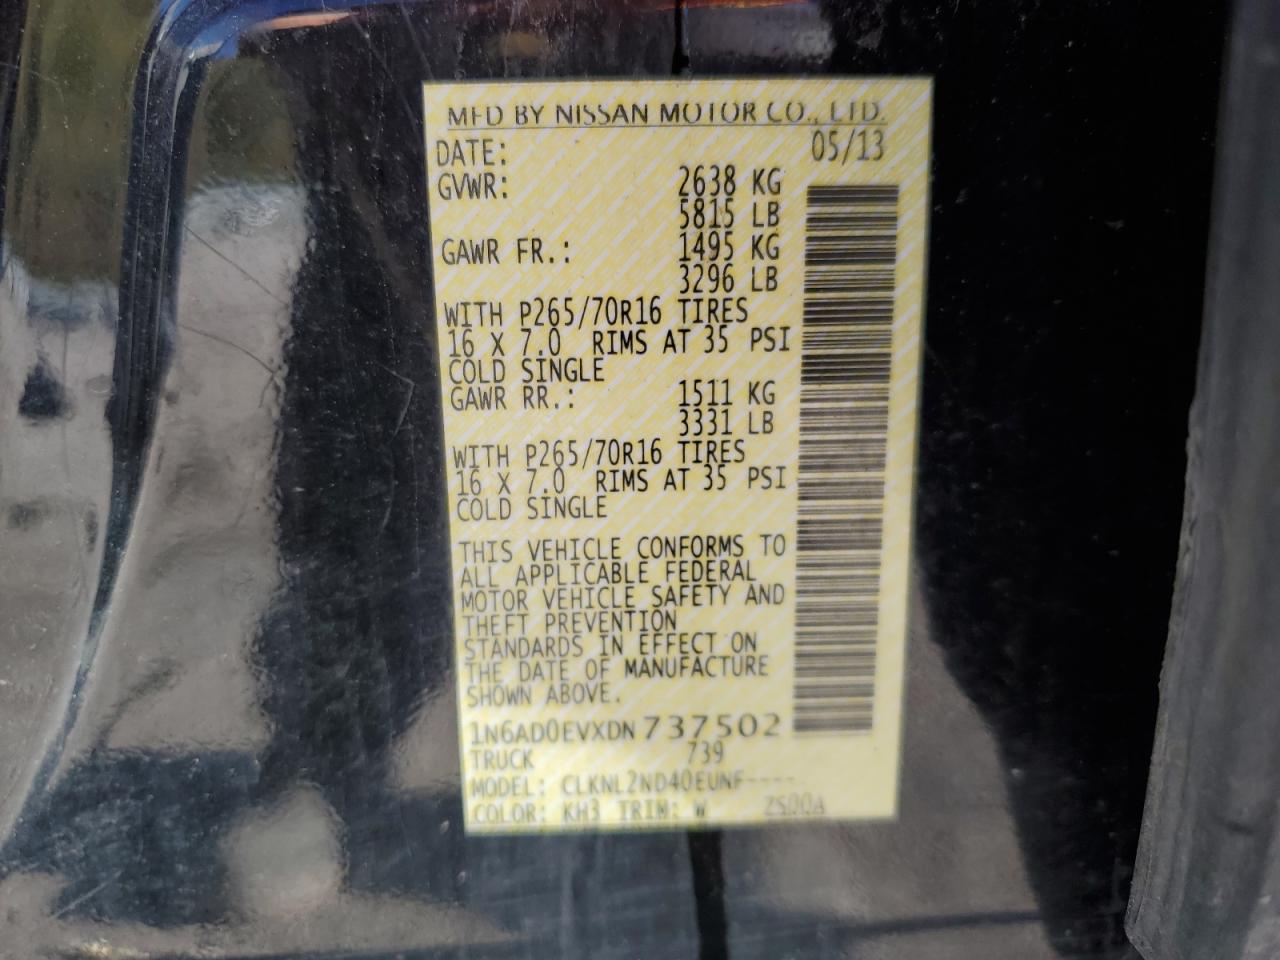 MFD BY NISSAN MOTOR CO., LTD.
DATE: 05/13
GVWR: 2638 KG
5815 LB
GAWR FR.: 1495 KG
3296 LB
WITH P265/70R16 TIRES
16 X 7.0 RIMS AT 35 PSI
COLD SINGLE
GAWR RR.: 1511 KG
3331 LB
WITH P265/70R16 TIRES
16 X 7.0 RIMS AT 35 PSI
COLD SINGLE
THIS VEHICLE CONFORMS TO
ALL APPLICABLE FEDERAL
MOTOR VEHICLE SAFETY AND
THEFT PREVENTION
STANDARDS IN EFFECT ON
THE DATE OF MANUFACTURE
SHOWN ABOVE.
1N6AD0EVXDN737502
TRUCK 739
MODEL: CLKNL2ND40EUNF----
COLOR: KH3 TRIM: W ZS00A